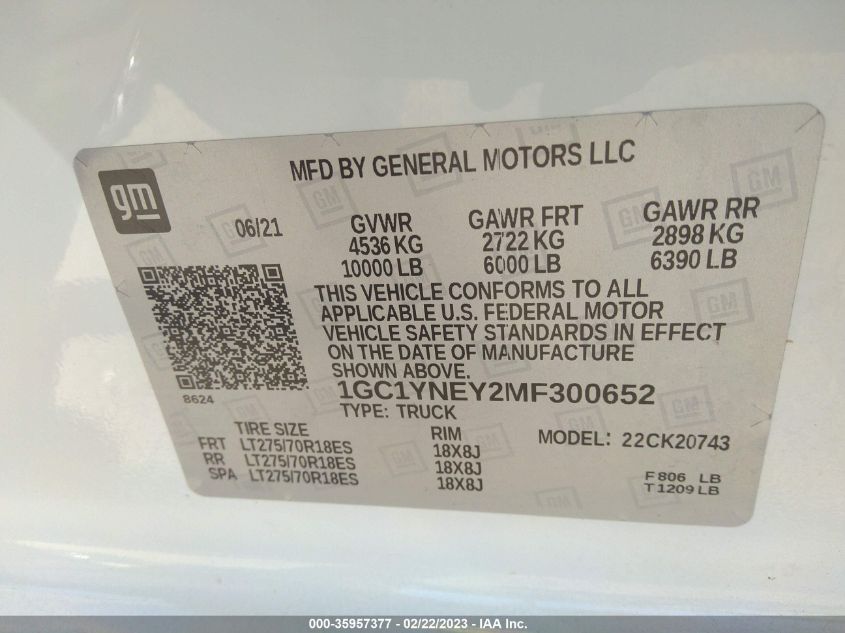 MFD BY GENERAL MOTORS LLC
gm
06/21
GVWR GAWR FRT GAWR RR
4536 KG 2722 KG 2898 KG
10000 LB 6000 LB 6390 LB
THIS VEHICLE CONFORMS TO ALL
APPLICABLE U.S. FEDERAL MOTOR
VEHICLE SAFETY STANDARDS IN EFFECT
ON THE DATE OF MANUFACTURE
SHOWN ABOVE.
8624
1GC1YNEY2MF300652
TYPE: TRUCK
TIRE SIZE RIM MODEL: 22CK20743
FRT LT275/70R18ES 18X8J
RR LT275/70R18ES 18X8J
SPA LT275/70R18ES 18X8J
F 806 LB
T 1209 LB
000-35957377 - 02/22/2023 - IAA Inc.